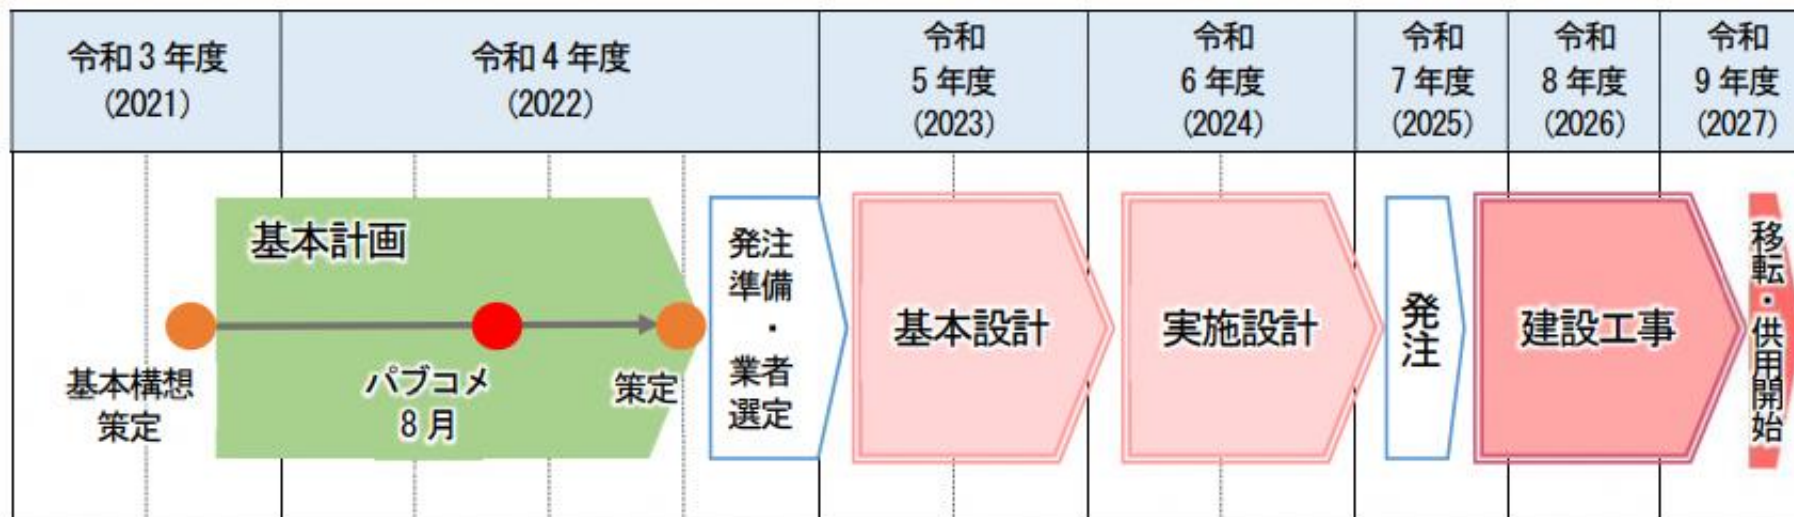 令和3年度
(2021)
令和4年度
(2022)
令和
5年度
(2023)
令和
6年度
(2024)
令和
7年度
(2025)
令和
8年度
(2026)
令和
9年度
(2027)
基本計画
基本構想
策定
パブコメ
8月
策定
発注
準備
・
業者
選定
基本設計
実施設計
発注
建設工事
移転・供用開始